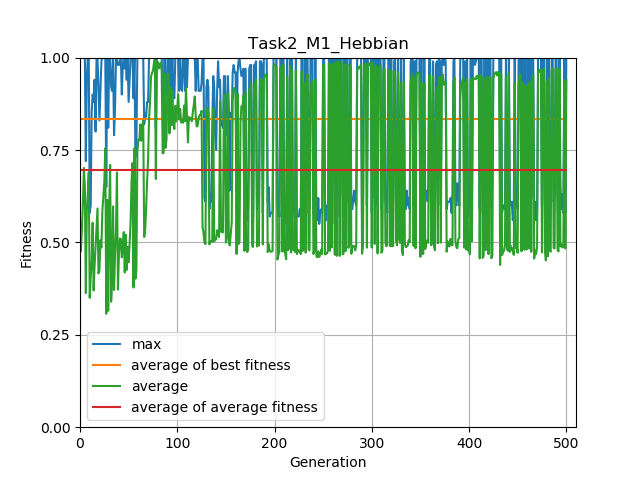 Task2_M1_Hebbian
1.00
0.75
0.50
0.25
0.00
Fitness
max
average of best fitness
average
average of average fitness
0 100 200 300 400 500
Generation